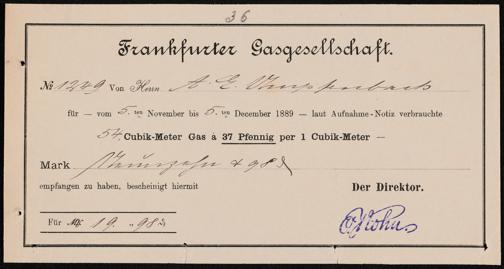 36
Frankfurter Gasgesellschaft.
№ 1249 Von Herrn A. E.
für — vom 5.ten November bis 5.ten December 1889 — laut Aufnahme-Notiz verbrauchte
54. Cubik-Meter Gas à 37 Pfennig per 1 Cubik-Meter —
Mark Neunzehn & 98 d
empfangen zu haben, bescheinigt hiermit
Der Direktor.
Für Mk. 19.98 d